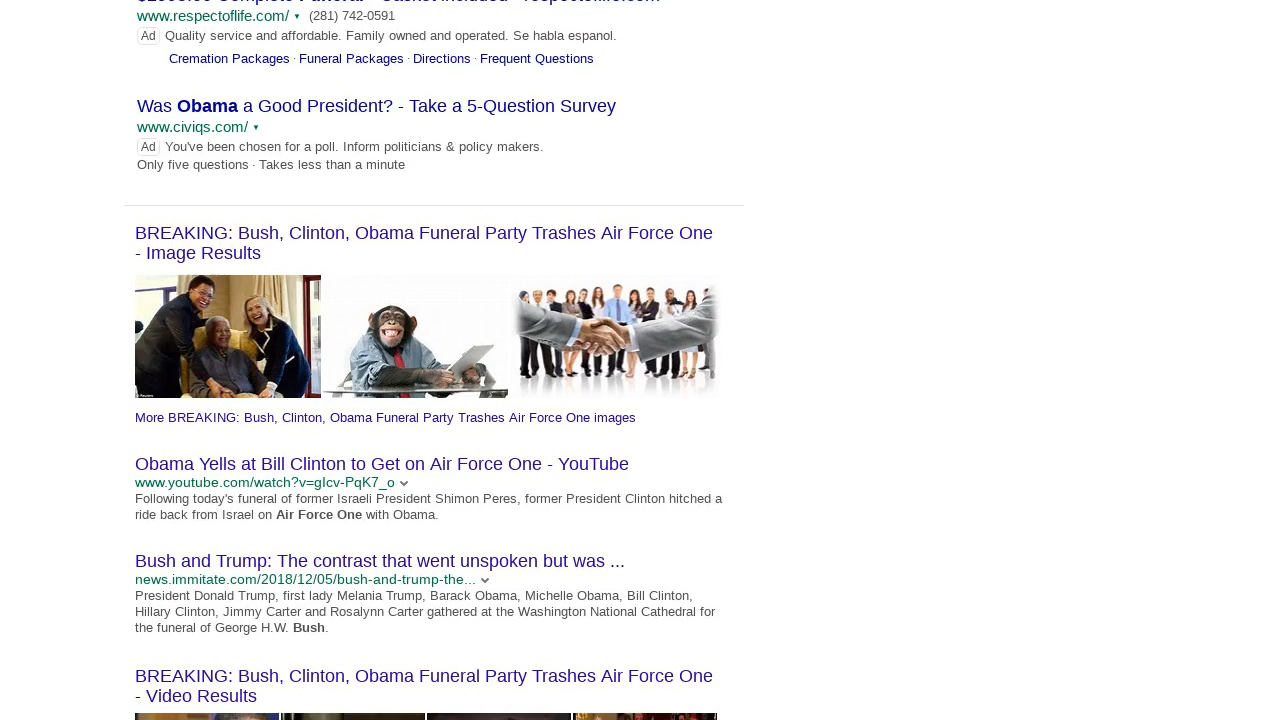 www.respectoflife.com/ ▾ (281) 742-0591
Ad Quality service and affordable. Family owned and operated. Se habla espanol.
Cremation Packages · Funeral Packages · Directions · Frequent Questions
Was Obama a Good President? - Take a 5-Question Survey
www.civiqs.com/ ▾
Ad You've been chosen for a poll. Inform politicians & policy makers.
Only five questions · Takes less than a minute
BREAKING: Bush, Clinton, Obama Funeral Party Trashes Air Force One
- Image Results
More BREAKING: Bush, Clinton, Obama Funeral Party Trashes Air Force One images
Obama Yells at Bill Clinton to Get on Air Force One - YouTube
www.youtube.com/watch?v=gIcv-PqK7_o
Following today's funeral of former Israeli President Shimon Peres, former President Clinton hitched a
ride back from Israel on Air Force One with Obama.
Bush and Trump: The contrast that went unspoken but was ...
news.immitate.com/2018/12/05/bush-and-trump-the...
President Donald Trump, first lady Melania Trump, Barack Obama, Michelle Obama, Bill Clinton,
Hillary Clinton, Jimmy Carter and Rosalynn Carter gathered at the Washington National Cathedral for
the funeral of George H.W. Bush.
BREAKING: Bush, Clinton, Obama Funeral Party Trashes Air Force One
- Video Results